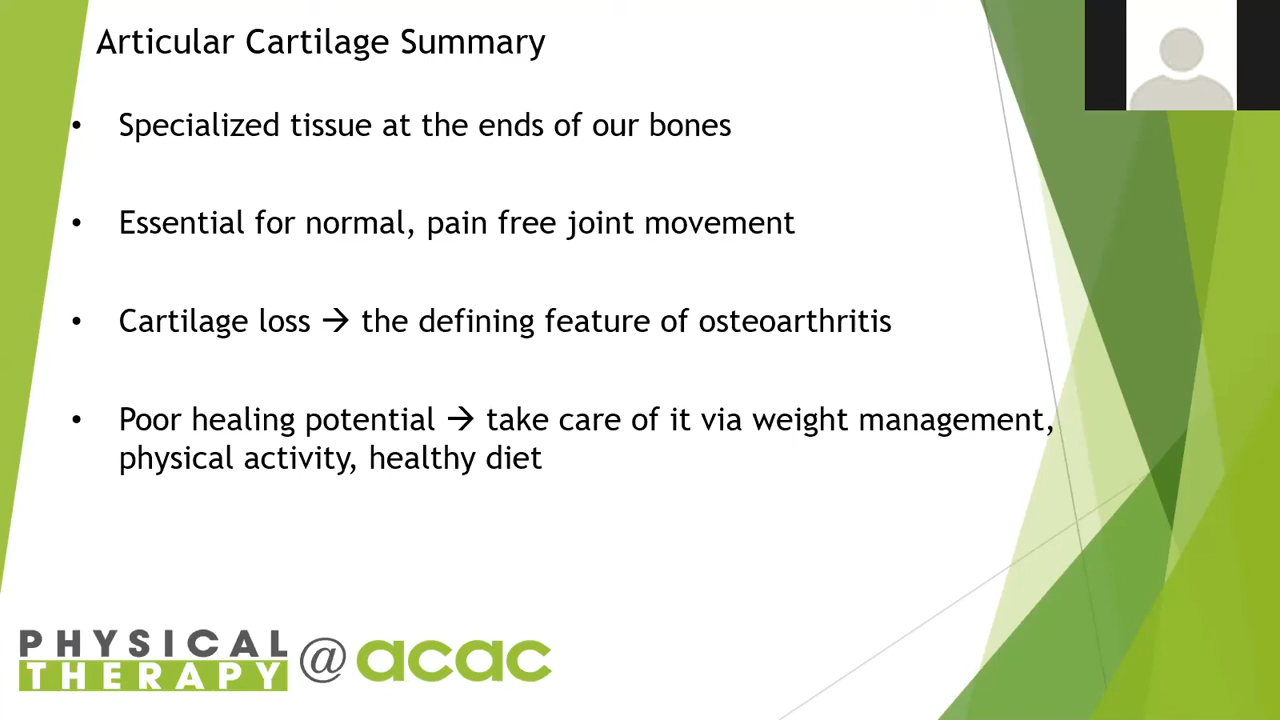 Articular Cartilage Summary
• Specialized tissue at the ends of our bones
• Essential for normal, pain free joint movement
• Cartilage loss → the defining feature of osteoarthritis
• Poor healing potential → take care of it via weight management,
physical activity, healthy diet
PHYSICAL
THERAPY @ acac